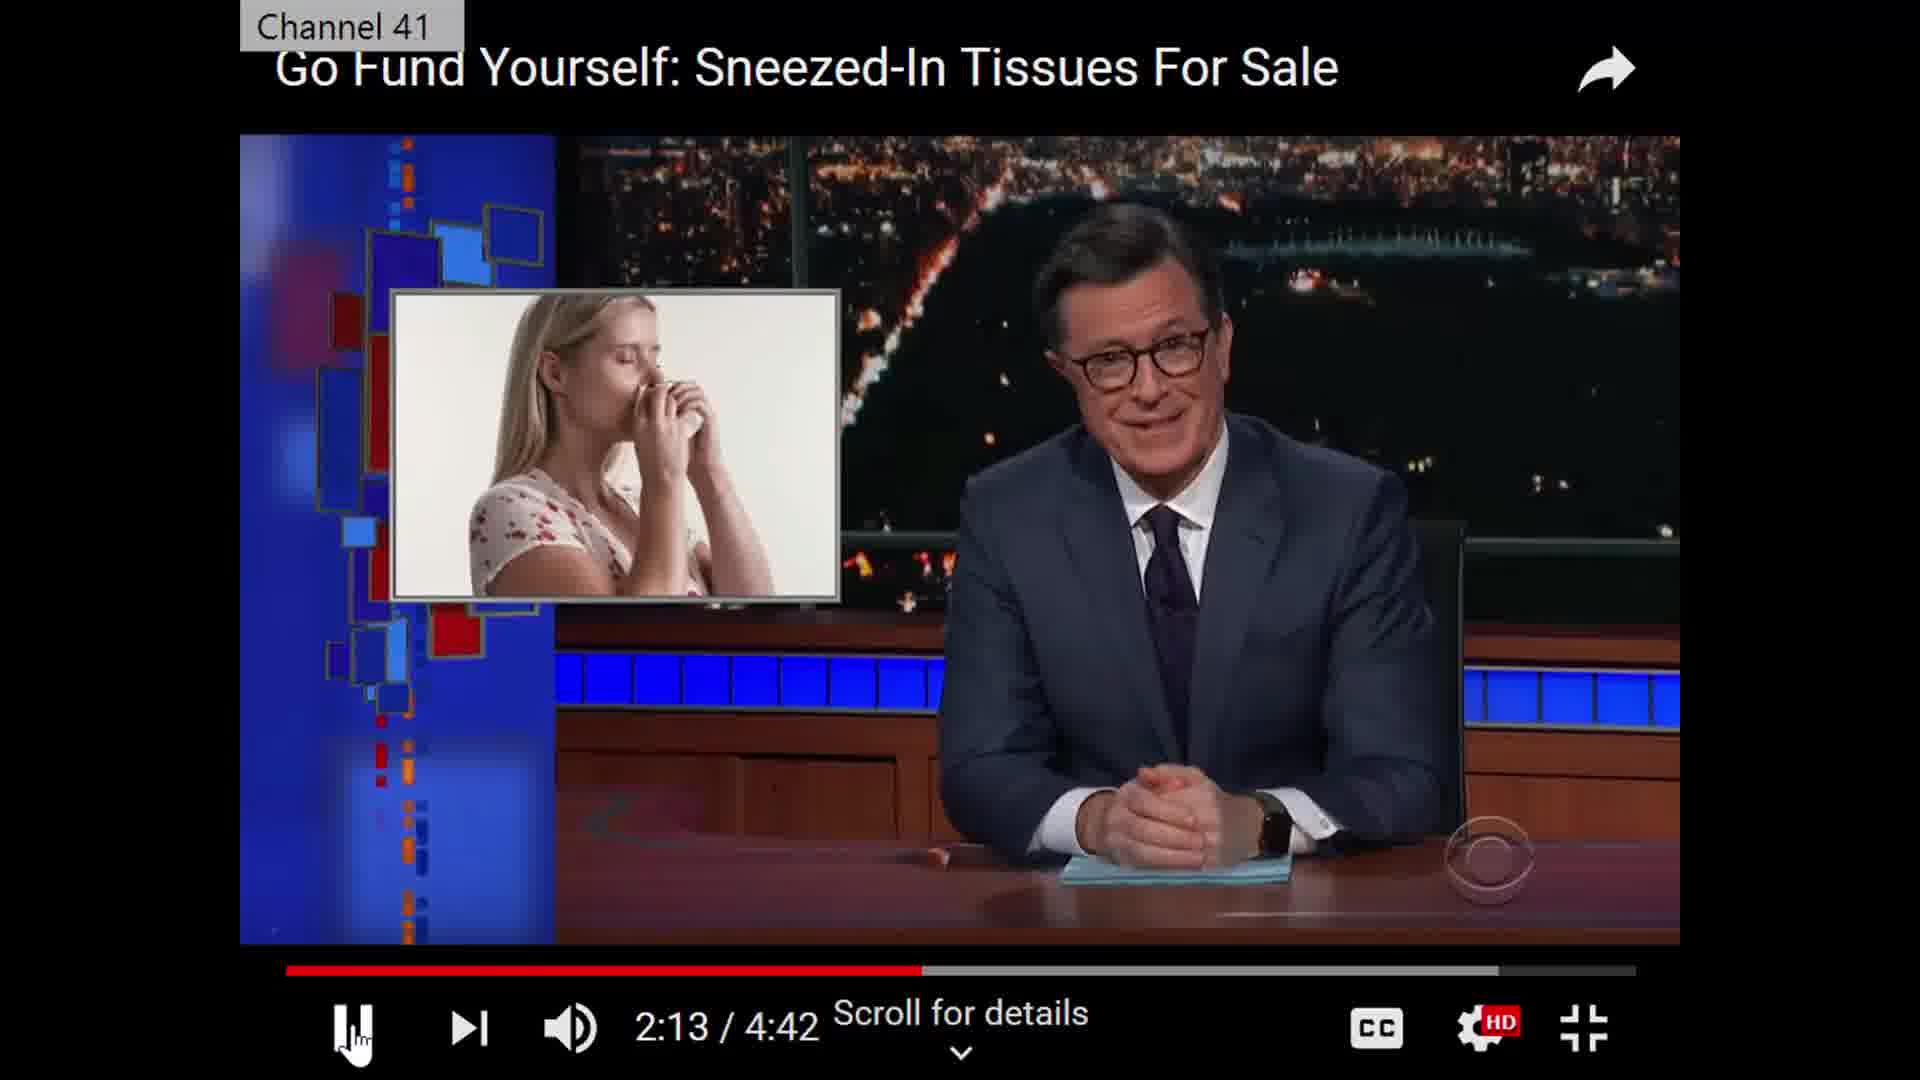 Channel 41
Go Fund Yourself: Sneezed-In Tissues For Sale
2:13 / 4:42
Scroll for details
CC
HD